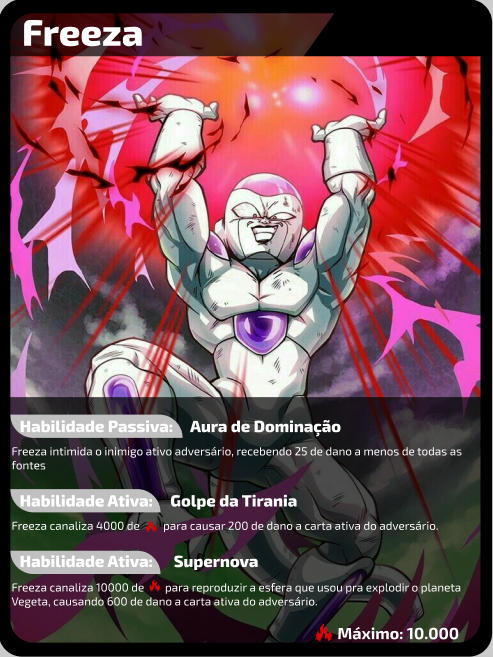 Freeza
Habilidade Passiva: Aura de Dominação
Freeza intimida o inimigo ativo adversário, recebendo 25 de dano a menos de todas as
fontes
Habilidade Ativa: Golpe da Tirania
Freeza canaliza 4000 de para causar 200 de dano a carta ativa do adversário.
Habilidade Ativa: Supernova
Freeza canaliza 10000 de para reproduzir a esfera que usou pra explodir o planeta
Vegeta, causando 600 de dano a carta ativa do adversário.
Máximo: 10.000